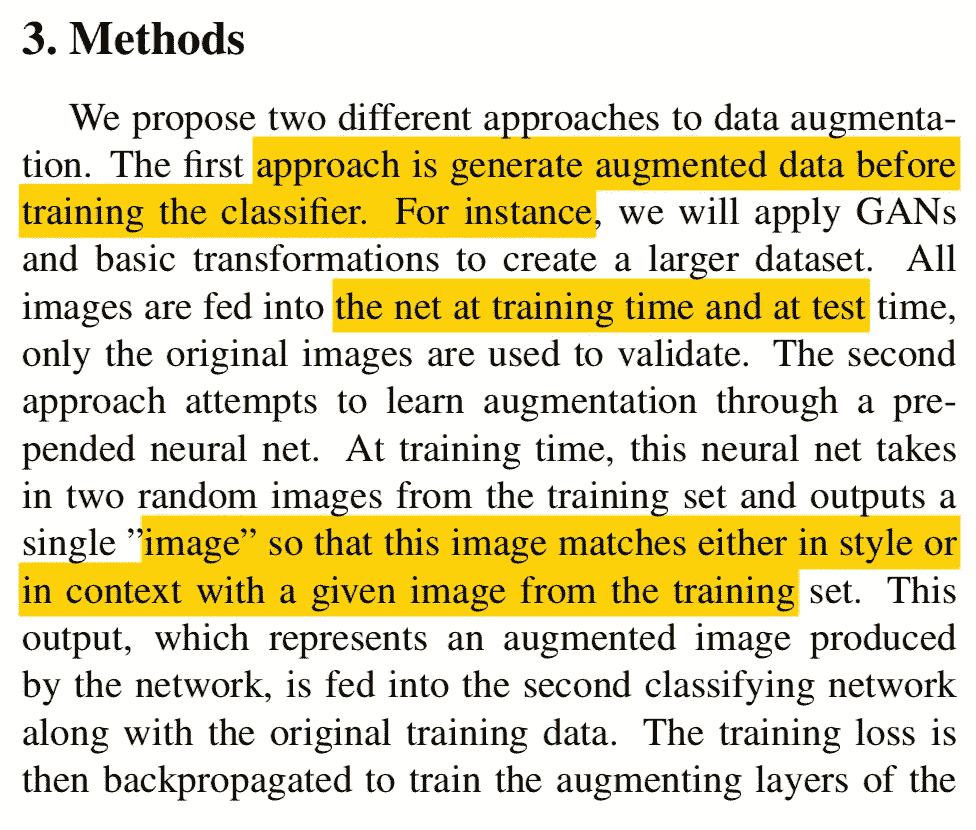 3. Methods
We propose two different approaches to data augmenta-
tion. The first approach is generate augmented data before
training the classifier. For instance, we will apply GANs
and basic transformations to create a larger dataset. All
images are fed into the net at training time and at test time,
only the original images are used to validate. The second
approach attempts to learn augmentation through a pre-
pended neural net. At training time, this neural net takes
in two random images from the training set and outputs a
single ”image” so that this image matches either in style or
in context with a given image from the training set. This
output, which represents an augmented image produced
by the network, is fed into the second classifying network
along with the original training data. The training loss is
then backpropagated to train the augmenting layers of the